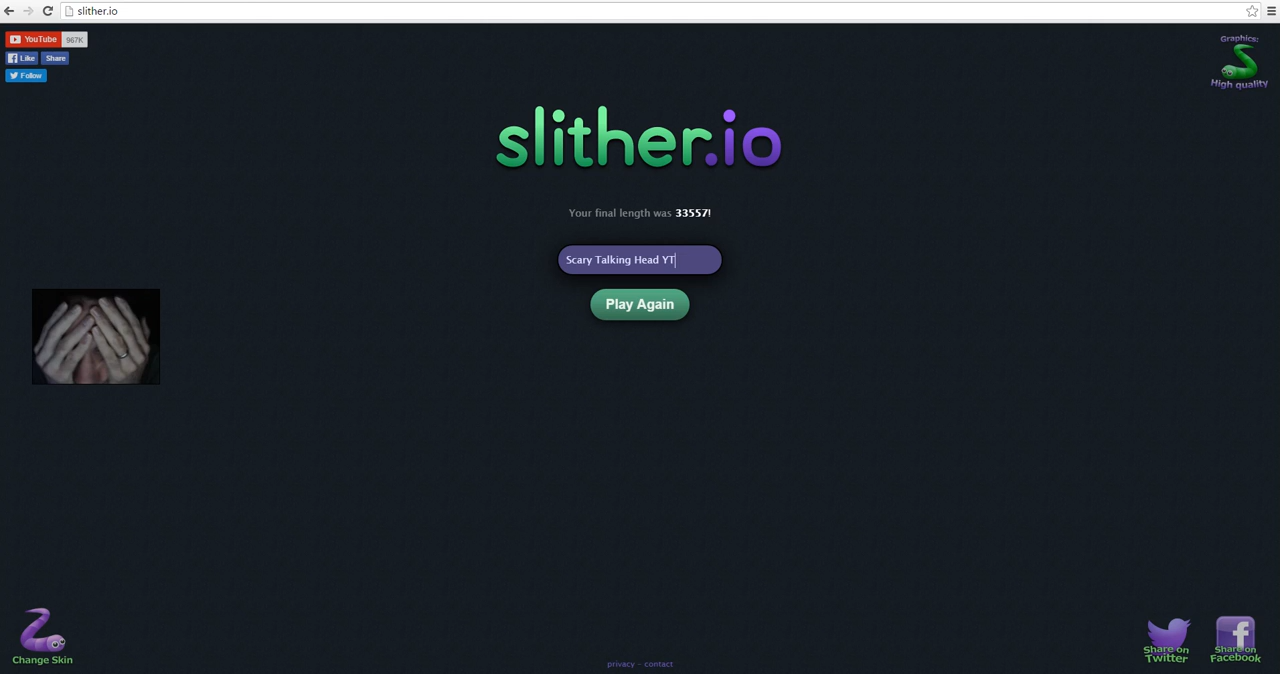 slither.io
YouTube 967K
Like Share
Follow
Graphics:
High quality
slither.io
Your final length was 33557!
Scary Talking Head YT
Play Again
Change Skin
Share on
Twitter
Share on
Facebook
privacy - contact